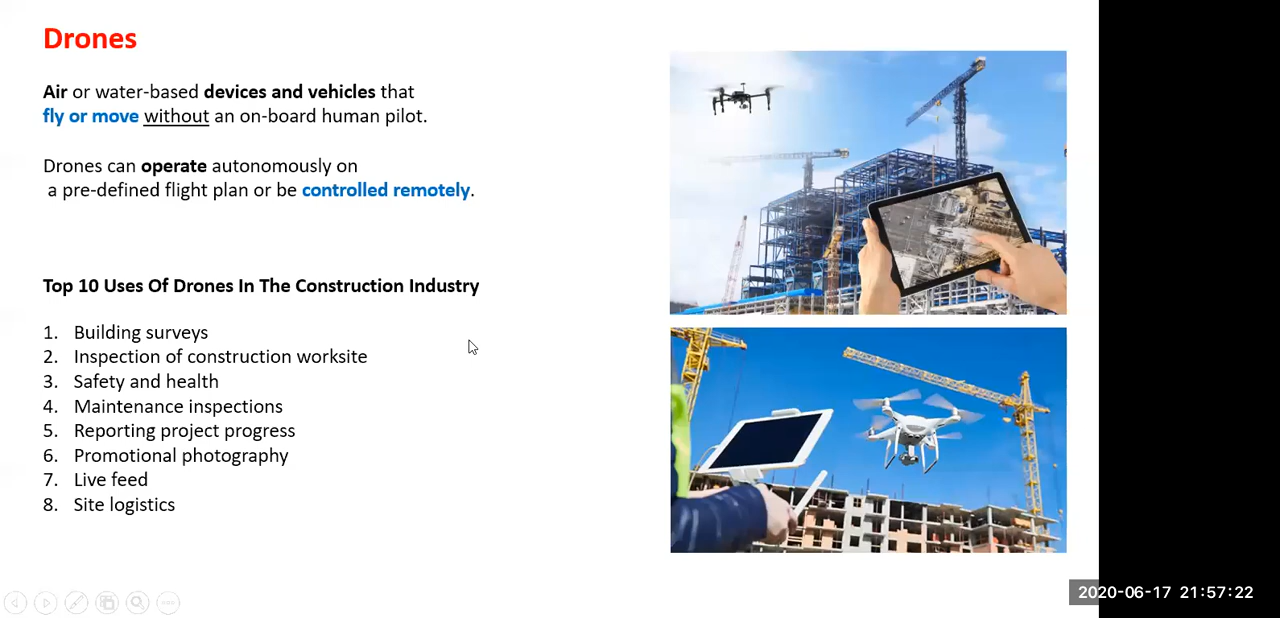 Drones
Air or water-based devices and vehicles that
fly or move without an on-board human pilot.
Drones can operate autonomously on
a pre-defined flight plan or be controlled remotely.
Top 10 Uses Of Drones In The Construction Industry
1. Building surveys
2. Inspection of construction worksite
3. Safety and health
4. Maintenance inspections
5. Reporting project progress
6. Promotional photography
7. Live feed
8. Site logistics
2020-06-17 21:57:22